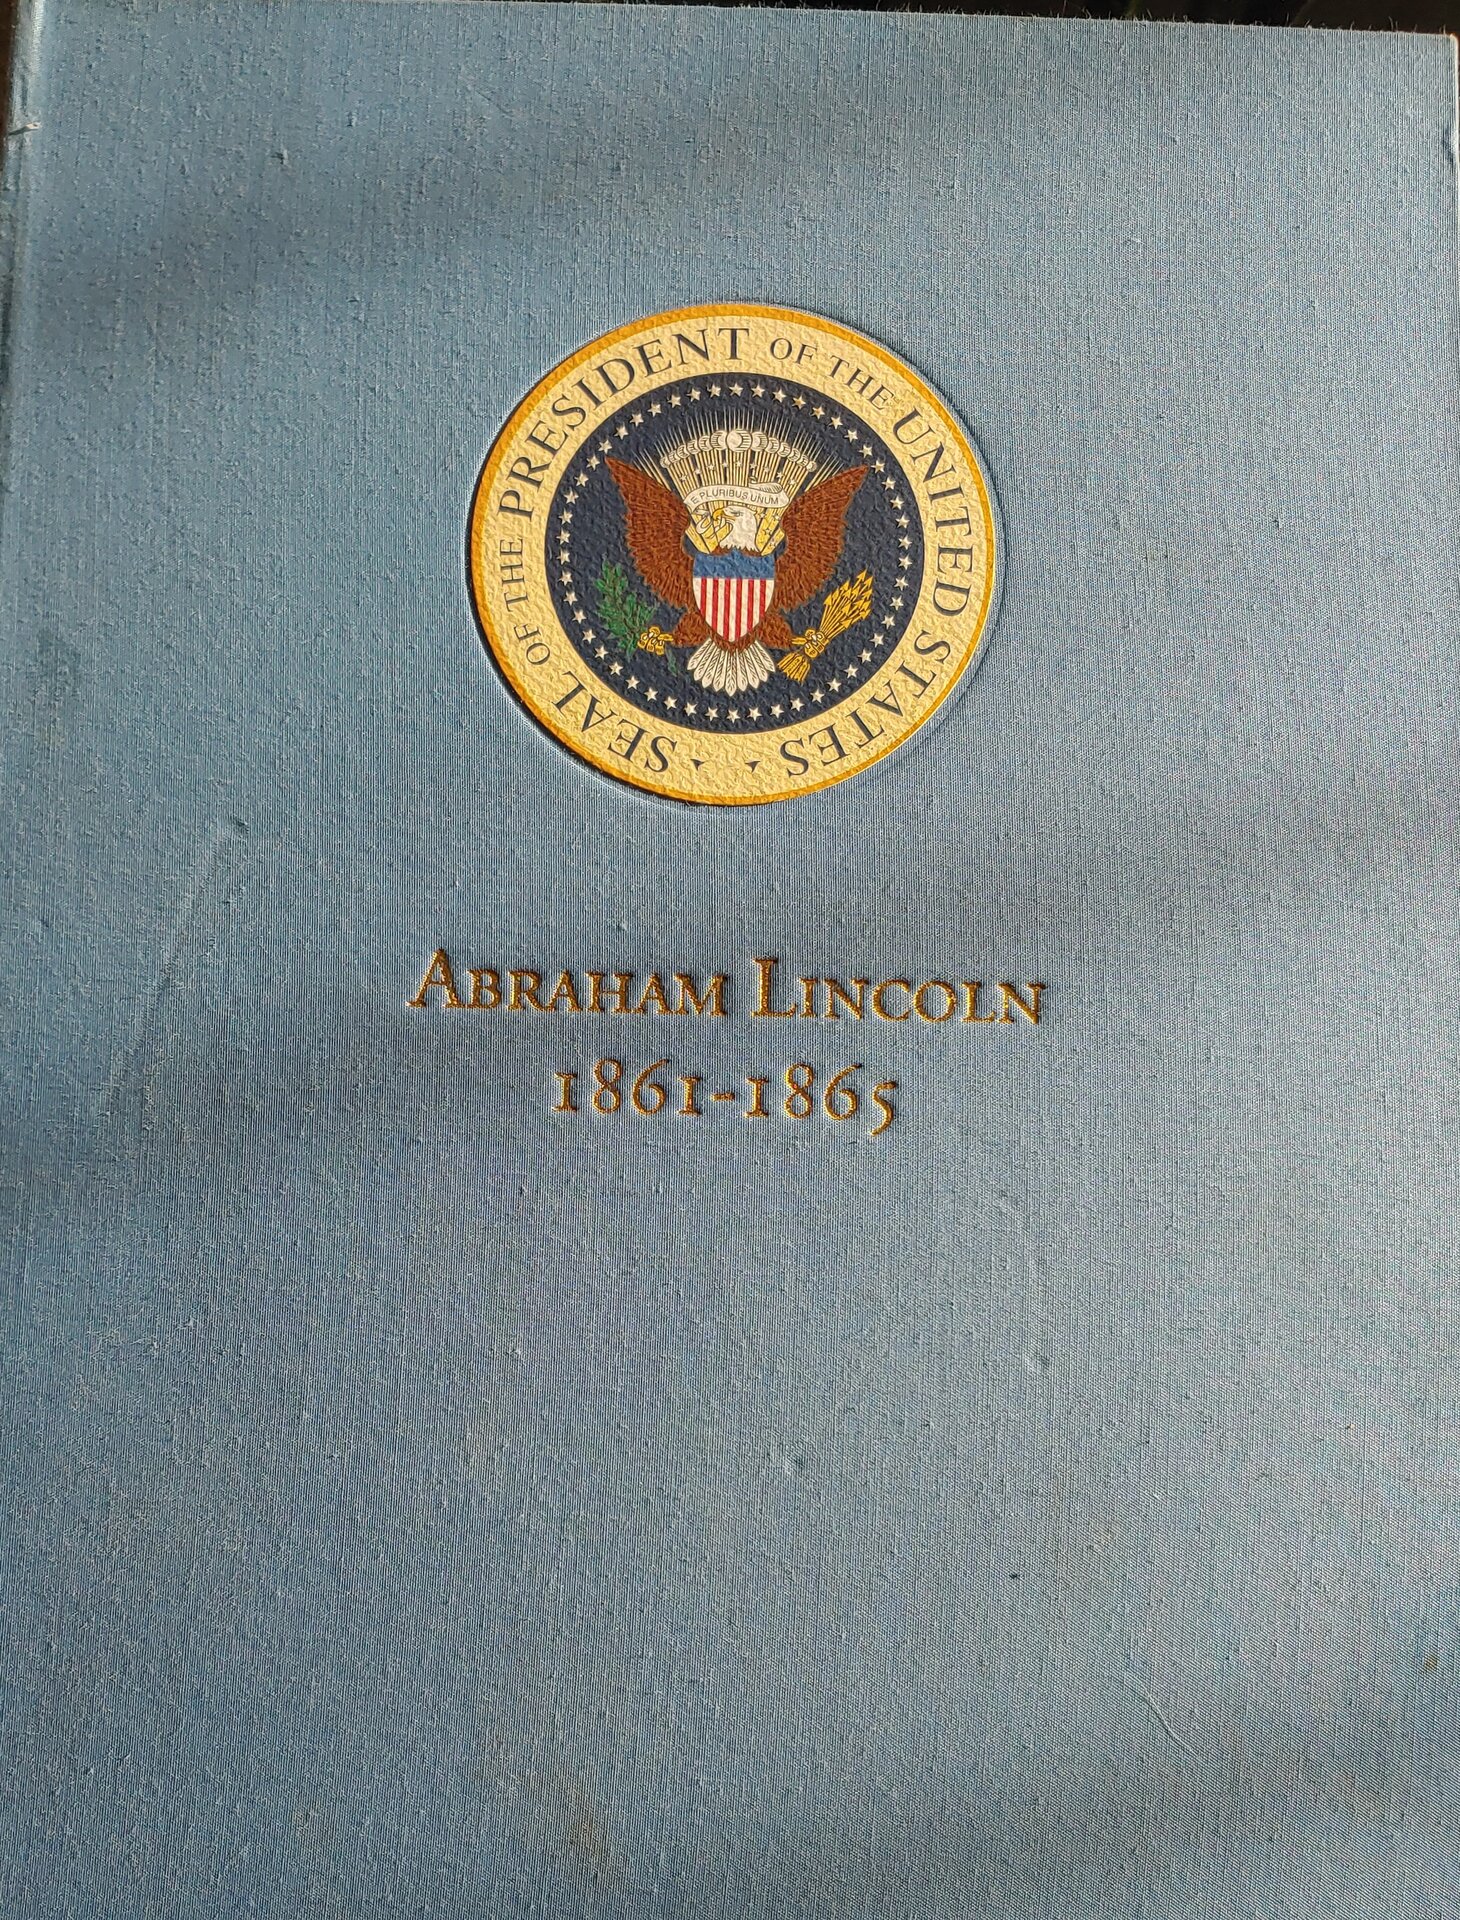 SEAL OF THE PRESIDENT OF THE UNITED STATES
E PLURIBUS UNUM
ABRAHAM LINCOLN
1861-1865